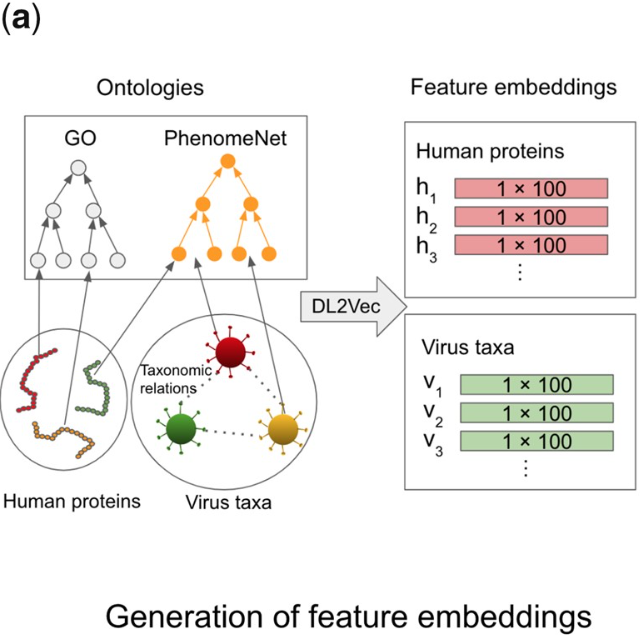 (a)
Ontologies
Feature embeddings
GO
PhenomeNet
Human proteins
h1 1 × 100
h2 1 × 100
h3 1 × 100
⋮
DL2Vec
Taxonomic
relations
Virus taxa
v1 1 × 100
v2 1 × 100
v3 1 × 100
⋮
Human proteins
Virus taxa
Generation of feature embeddings